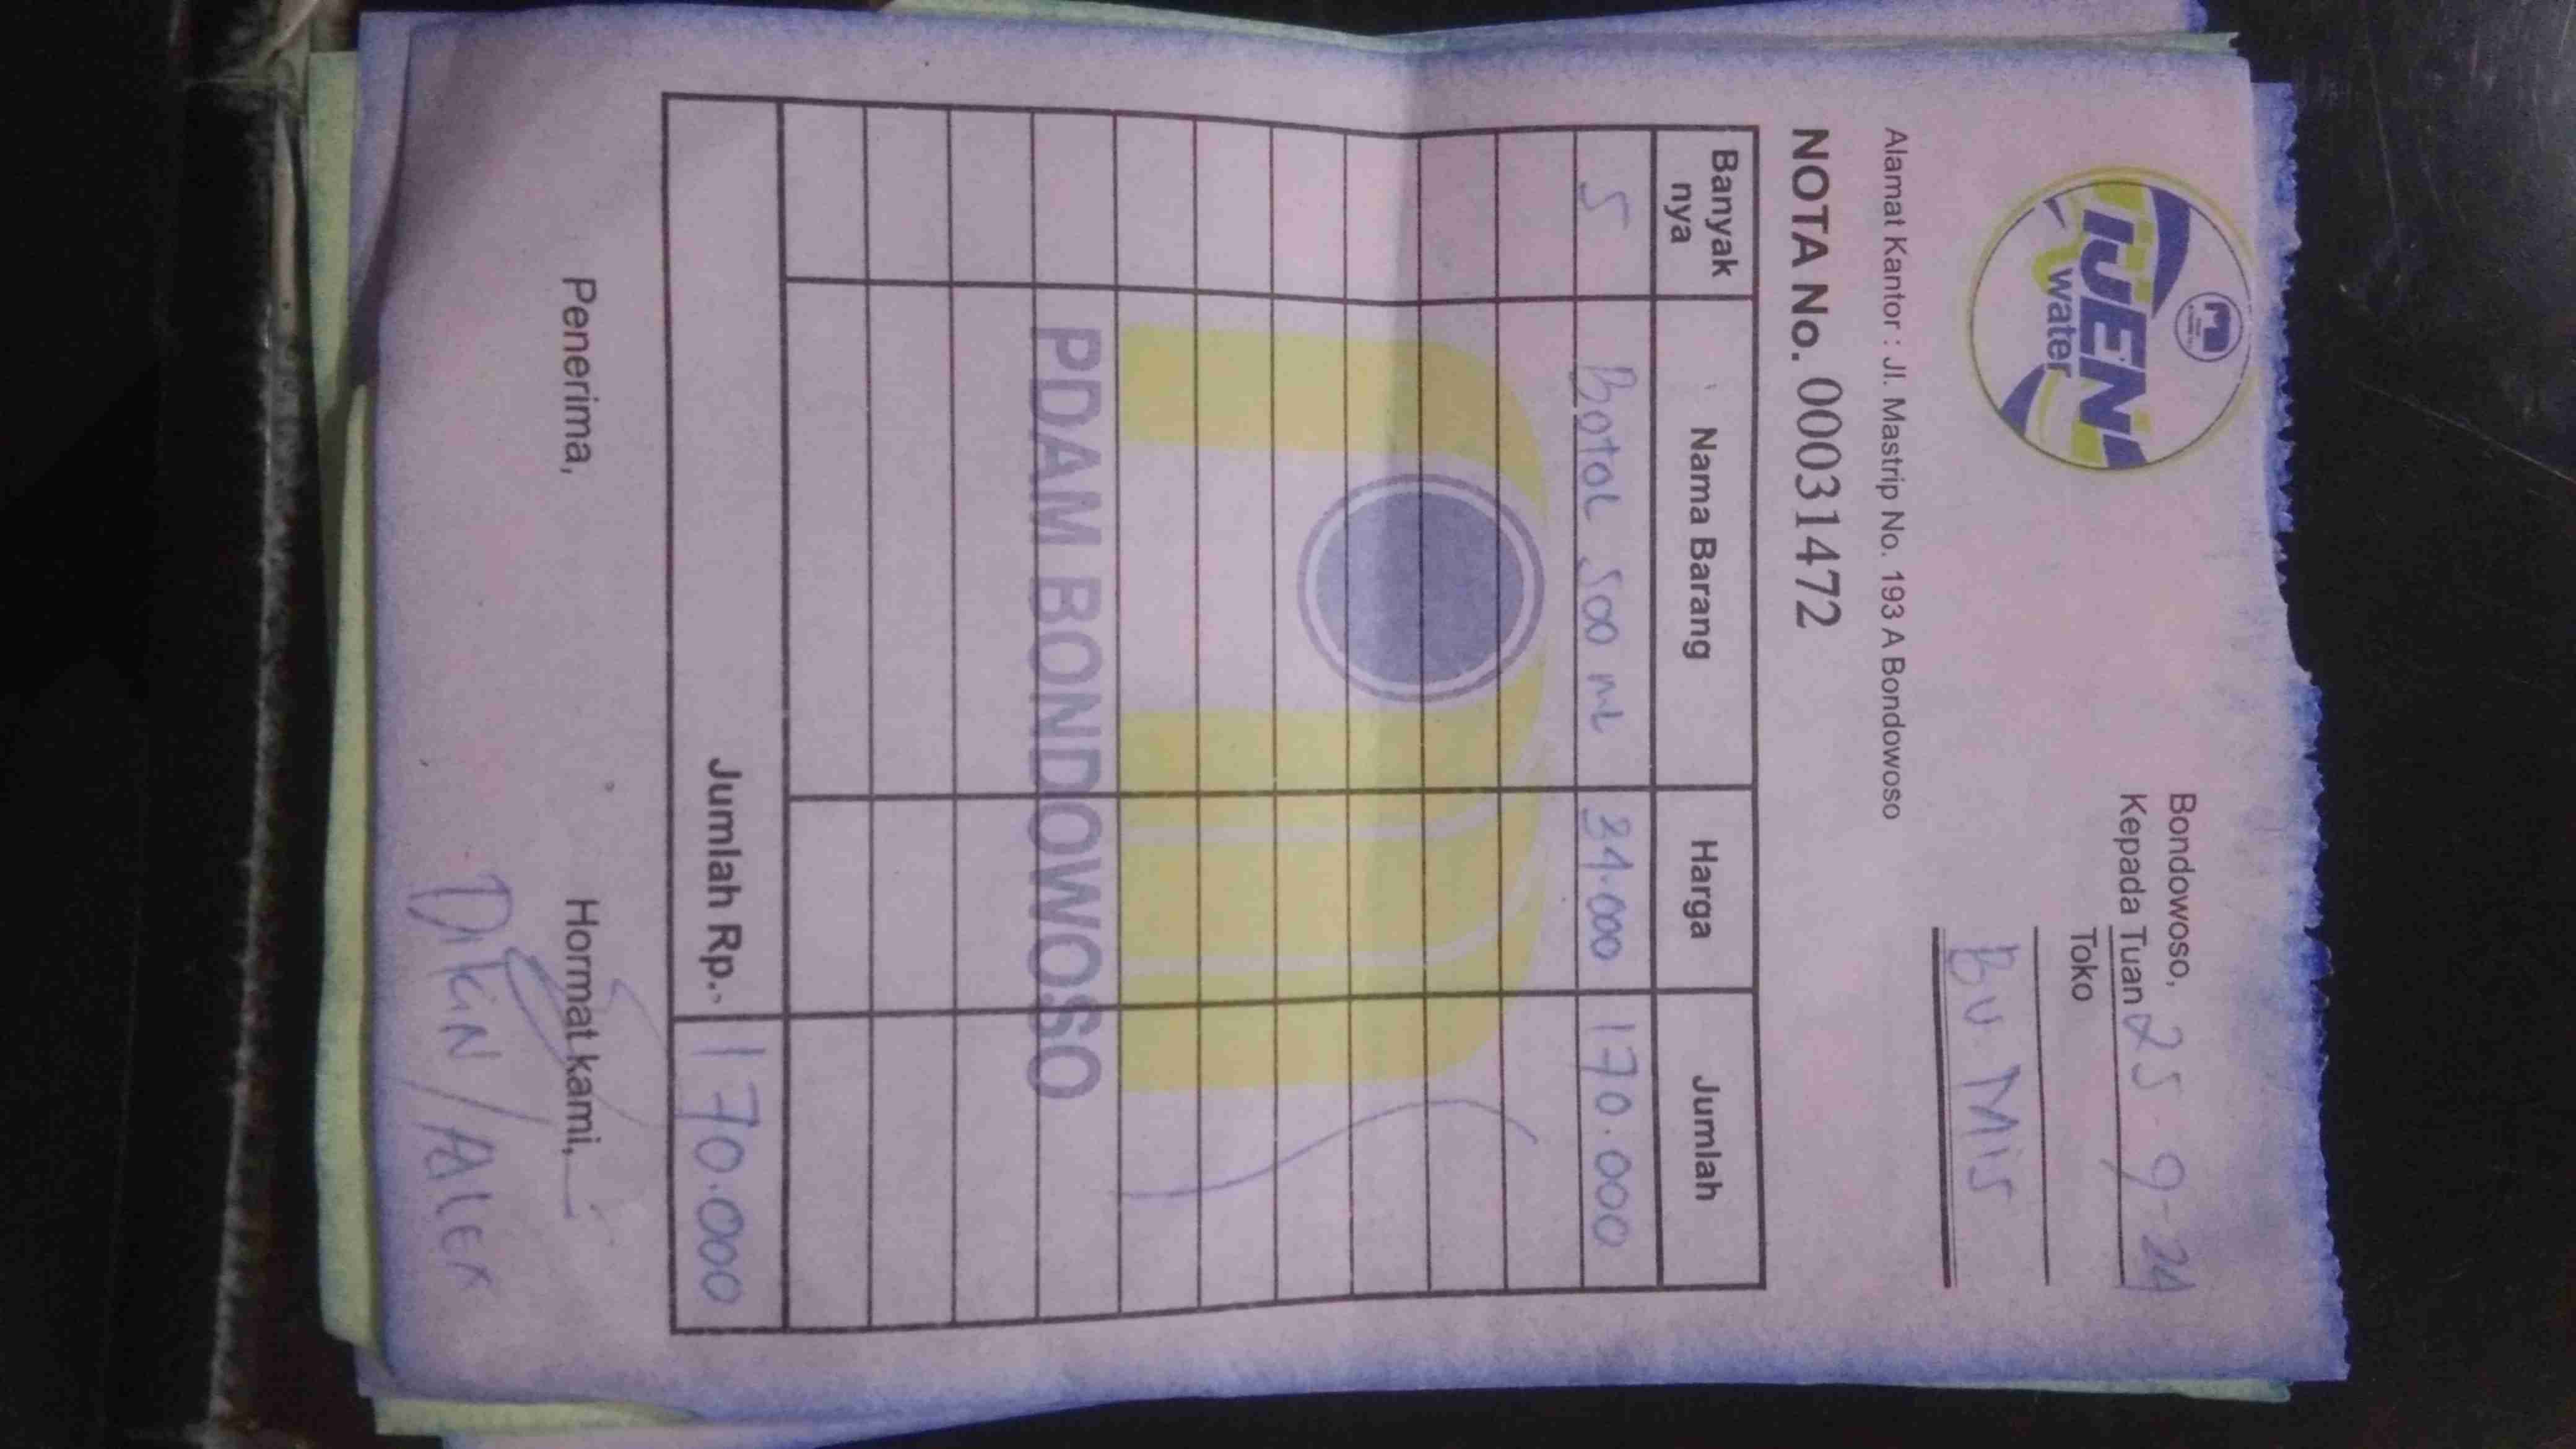 IJEN
water
Bondowoso, 25-9-24
Kepada Tuan
Toko
Bu Mis
Alamat Kantor : Jl. Mastrip No. 193 A Bondowoso
NOTA No. 00031472
Banyak nya Nama Barang Harga Jumlah
5 Botol 500 ml 34.000 170.000
PDAM BONDOWOSO
Jumlah Rp. 170.000
Penerima, Hormat kami,
Dikin / Alex